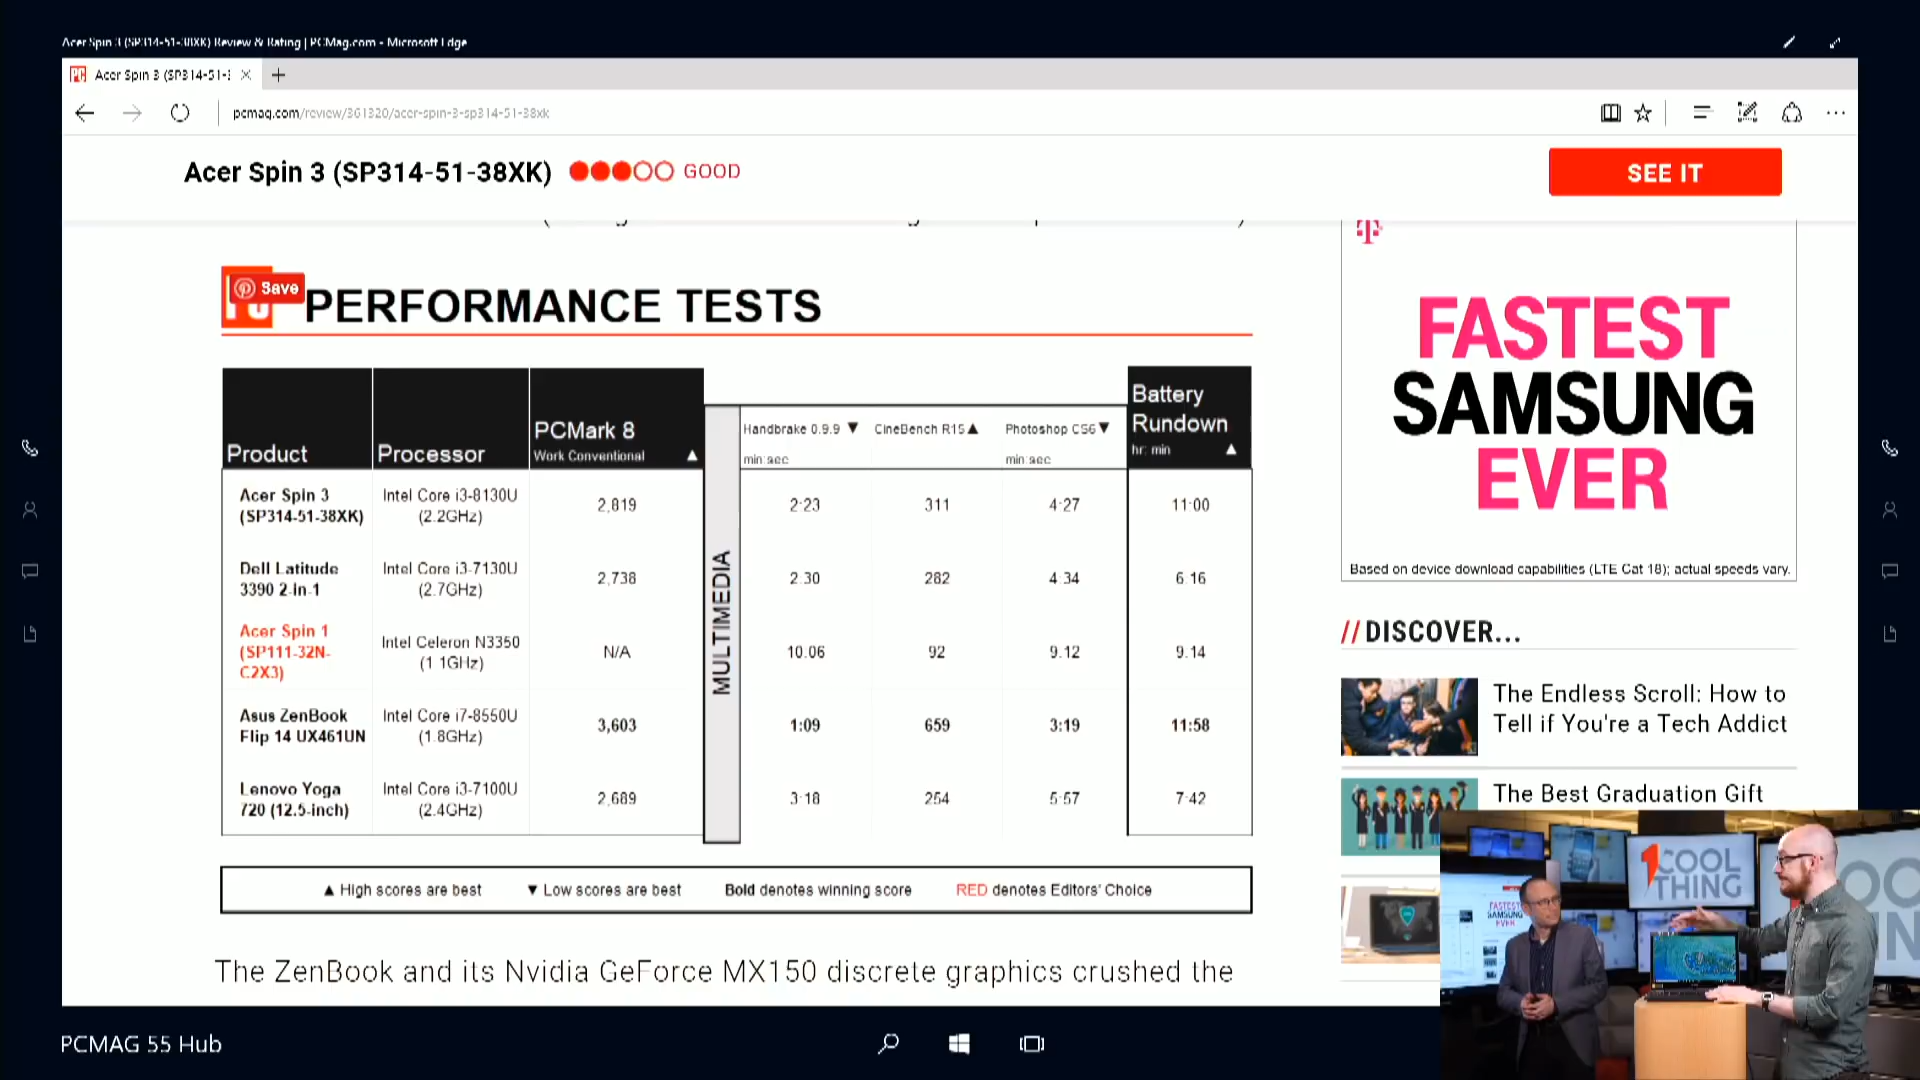 Acer Spin 3 (SP314-51-38XK) Review & Rating | PCMag.com - Microsoft Edge
PC Acer Spin 3 (SP314-51-3
pcmag.com/review/361320/acer-spin-3-sp314-51-38xk
Acer Spin 3 (SP314-51-38XK) GOOD
SEE IT
Save
PERFORMANCE TESTS
Product Processor PCMark 8 Work Conventional ▲ Handbrake 0.9.9 ▼ min:sec CineBench R15 ▲ Photoshop CS6 ▼ min:sec Battery Rundown hr: min ▲
MULTIMEDIA
Acer Spin 3 (SP314-51-38XK) Intel Core i3-8130U (2.2GHz) 2,819 2:23 311 4:27 11:00
Dell Latitude 3390 2-in-1 Intel Core i3-7130U (2.7GHz) 2,738 2:30 282 4:34 6:16
Acer Spin 1 (SP111-32N-C2X3) Intel Celeron N3350 (1.1GHz) N/A 10:06 92 9:12 9:14
Asus ZenBook Flip 14 UX461UN Intel Core i7-8550U (1.8GHz) 3,603 1:09 659 3:19 11:58
Lenovo Yoga 720 (12.5-inch) Intel Core i3-7100U (2.4GHz) 2,689 3:18 254 5:57 7:42
▲ High scores are best ▼ Low scores are best Bold denotes winning score RED denotes Editors' Choice
The ZenBook and its Nvidia GeForce MX150 discrete graphics crushed the
T
FASTEST
SAMSUNG
EVER
Based on device download capabilities (LTE Cat 18); actual speeds vary.
//DISCOVER...
The Endless Scroll: How to
Tell if You're a Tech Addict
The Best Graduation Gift
1 COOL
THING
FASTEST
SAMSUNG
EVER
PCMAG 55 Hub